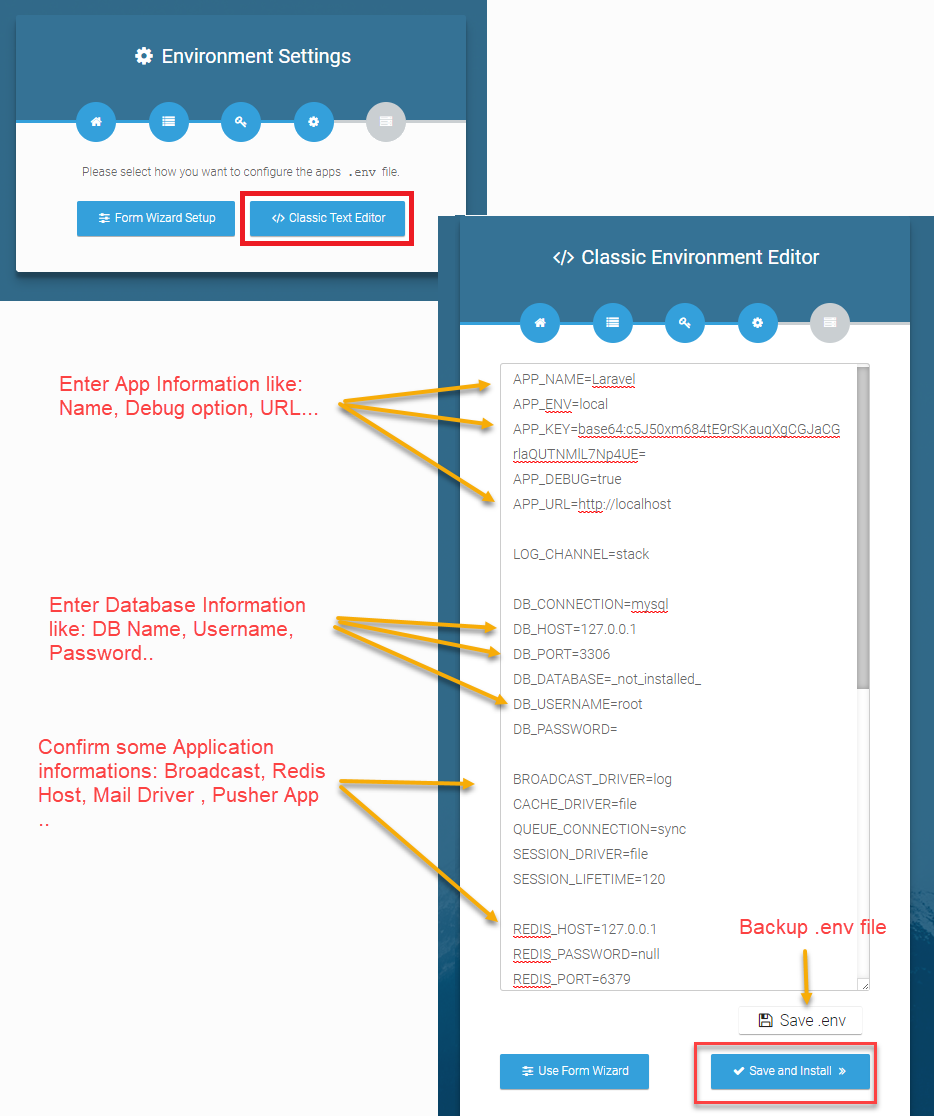 Environment Settings
Please select how you want to configure the apps .env file.
Form Wizard Setup
</> Classic Text Editor
</> Classic Environment Editor
Enter App Information like:
Name, Debug option, URL...
APP_NAME=Laravel
APP_ENV=local
APP_KEY=base64:c5J50xm684tE9rSKauqXgCGJaCG
rlaQUTNMlL7Np4UE=
APP_DEBUG=true
APP_URL=http://localhost
LOG_CHANNEL=stack
Enter Database Information
like: DB Name, Username,
Password..
DB_CONNECTION=mysql
DB_HOST=127.0.0.1
DB_PORT=3306
DB_DATABASE=_not_installed_
DB_USERNAME=root
DB_PASSWORD=
Confirm some Application
informations: Broadcast, Redis
Host, Mail Driver , Pusher App
..
BROADCAST_DRIVER=log
CACHE_DRIVER=file
QUEUE_CONNECTION=sync
SESSION_DRIVER=file
SESSION_LIFETIME=120
REDIS_HOST=127.0.0.1
REDIS_PASSWORD=null
REDIS_PORT=6379
Backup .env file
Save .env
Use Form Wizard
Save and Install »